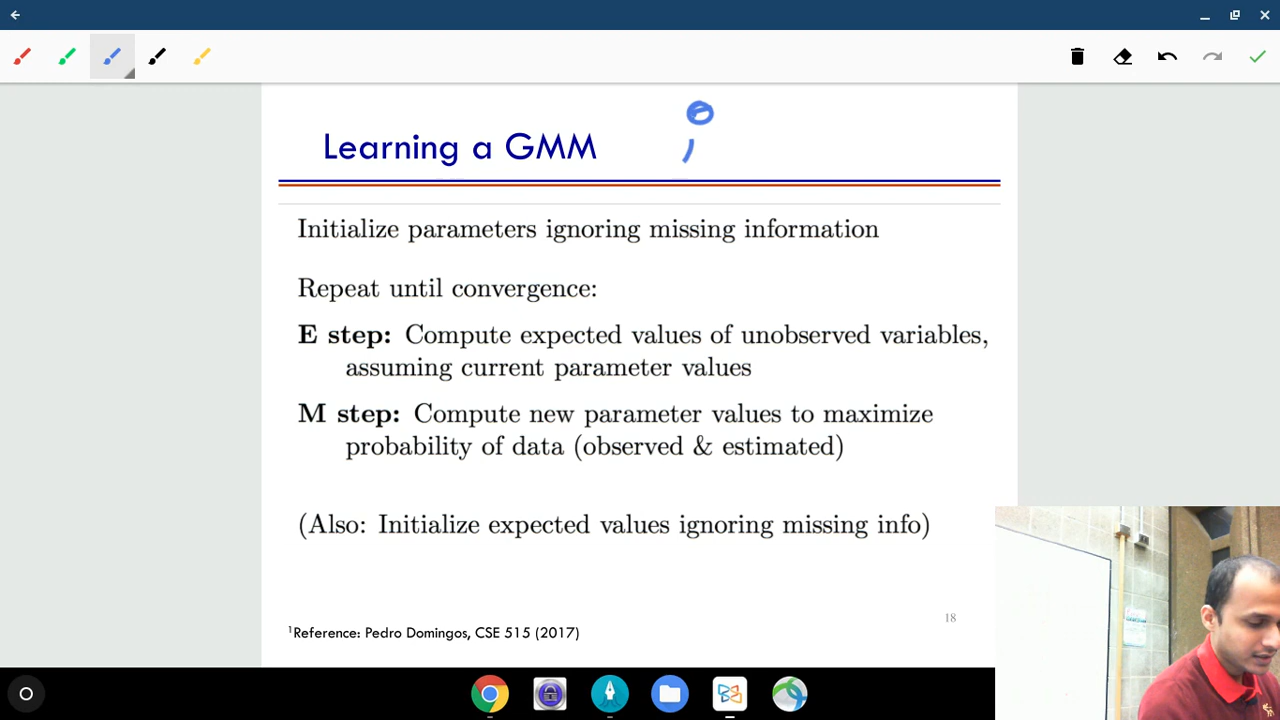 Learning a GMM
Initialize parameters ignoring missing information
Repeat until convergence:
E step: Compute expected values of unobserved variables,
assuming current parameter values
M step: Compute new parameter values to maximize
probability of data (observed & estimated)
(Also: Initialize expected values ignoring missing info)
18
1Reference: Pedro Domingos, CSE 515 (2017)